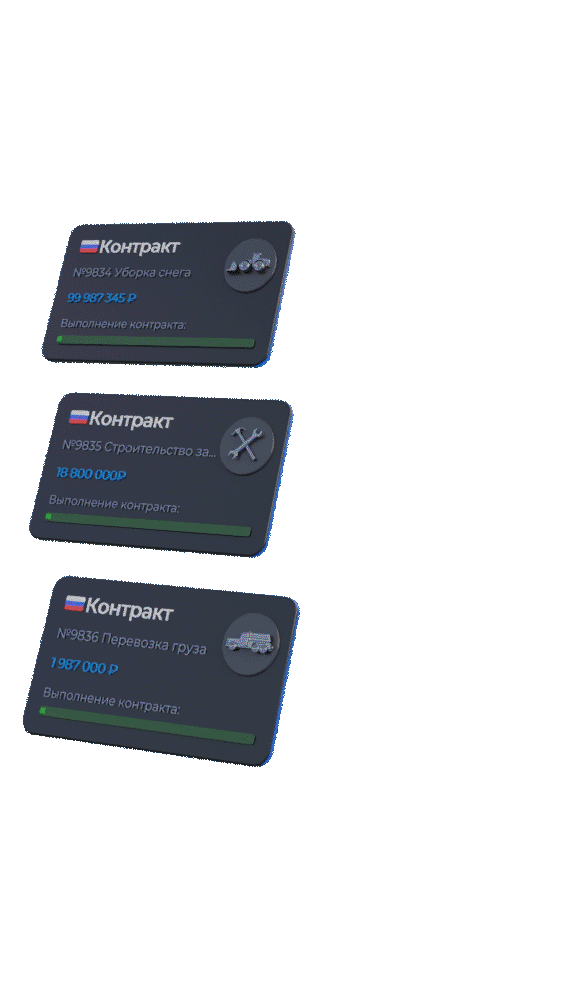 Контракт
№9834 Уборка снега
99 987 345 ₽
Выполнение контракта:
Контракт
№9835 Строительство за...
18 800 000₽
Выполнение контракта:
Контракт
№9836 Перевозка груза
1 987 000 ₽
Выполнение контракта: